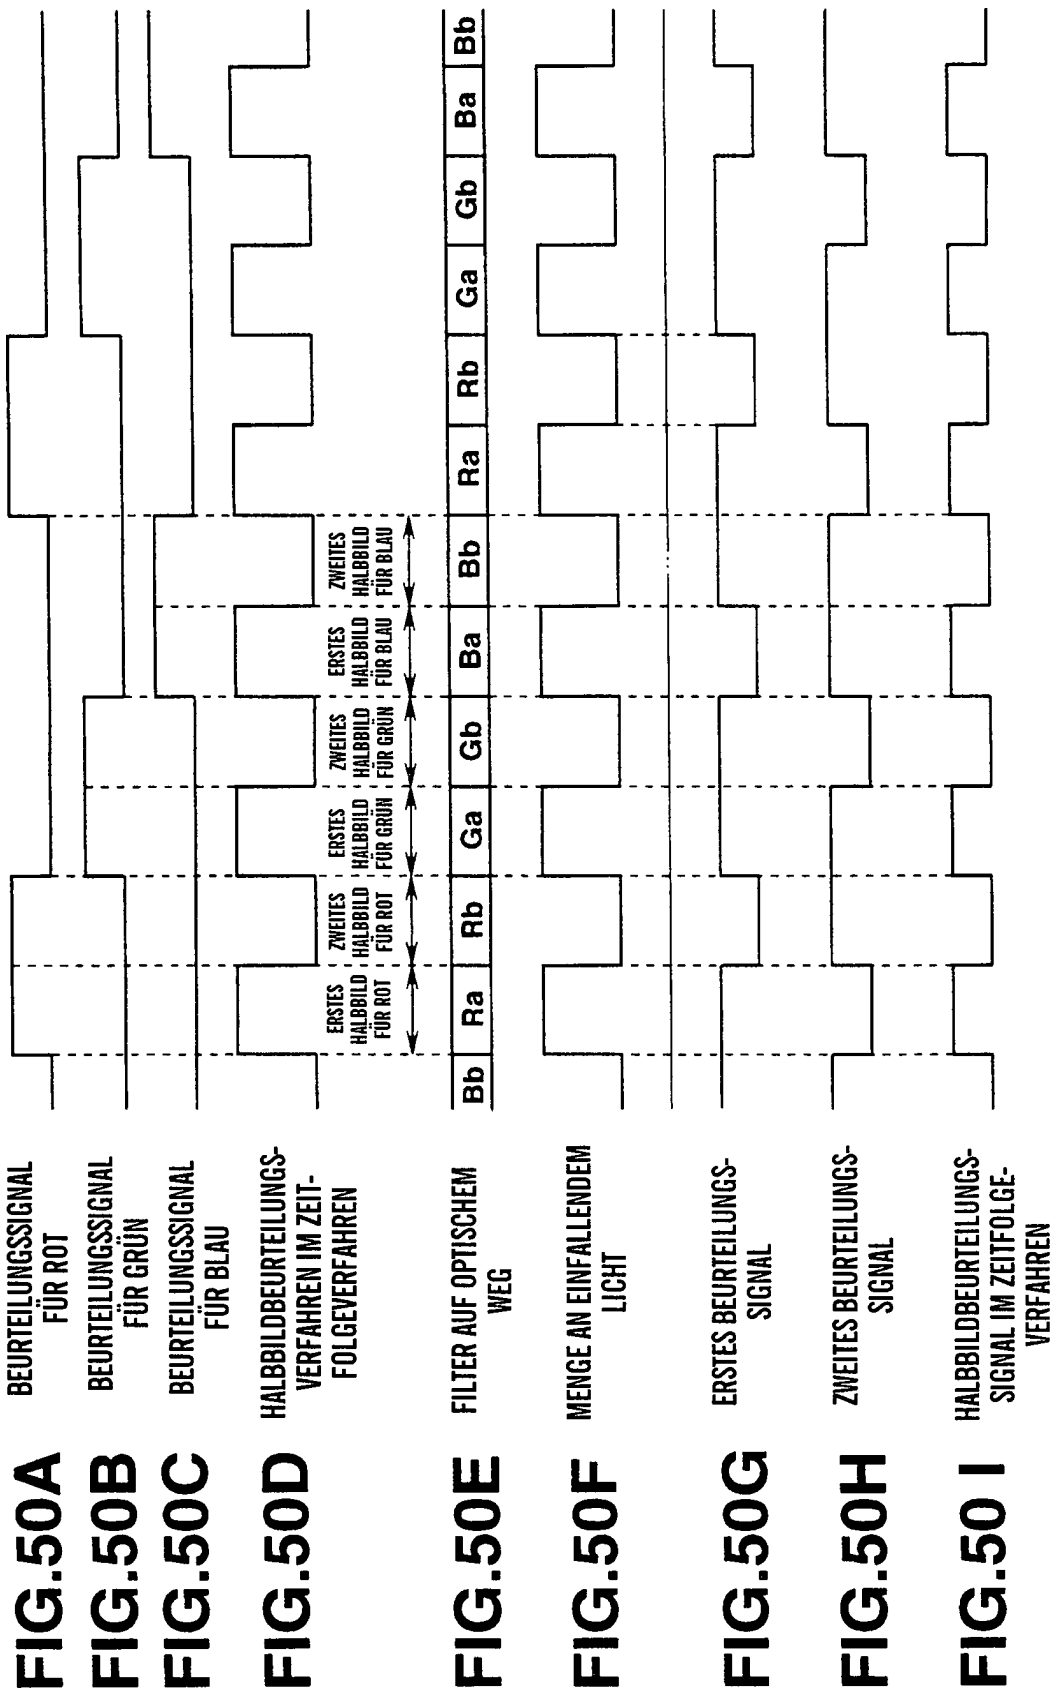 FIG.50A
BEURTEILUNGSSIGNAL
FÜR ROT
FIG.50B
BEURTEILUNGSSIGNAL
FÜR GRÜN
FIG.50C
BEURTEILUNGSSIGNAL
FÜR BLAU
FIG.50D
HALBBILDBEURTEILUNGS-
VERFAHREN IM ZEIT-
FOLGEVERFAHREN
ERSTES
HALBBILD
FÜR ROT
ZWEITES
HALBBILD
FÜR ROT
ERSTES
HALBBILD
FÜR GRÜN
ZWEITES
HALBBILD
FÜR GRÜN
ERSTES
HALBBILD
FÜR BLAU
ZWEITES
HALBBILD
FÜR BLAU
FIG.50E
FILTER AUF OPTISCHEM
WEG
Bb Ra Rb Ga Gb Ba Bb Ra Rb Ga Gb Ba Bb
FIG.50F
MENGE AN EINFALLENDEM
LICHT
FIG.50G
ERSTES BEURTEILUNGS-
SIGNAL
FIG.50H
ZWEITES BEURTEILUNGS-
SIGNAL
FIG.50 I
HALBBILDBEURTEILUNGS-
SIGNAL IM ZEITFOLGE-
VERFAHREN